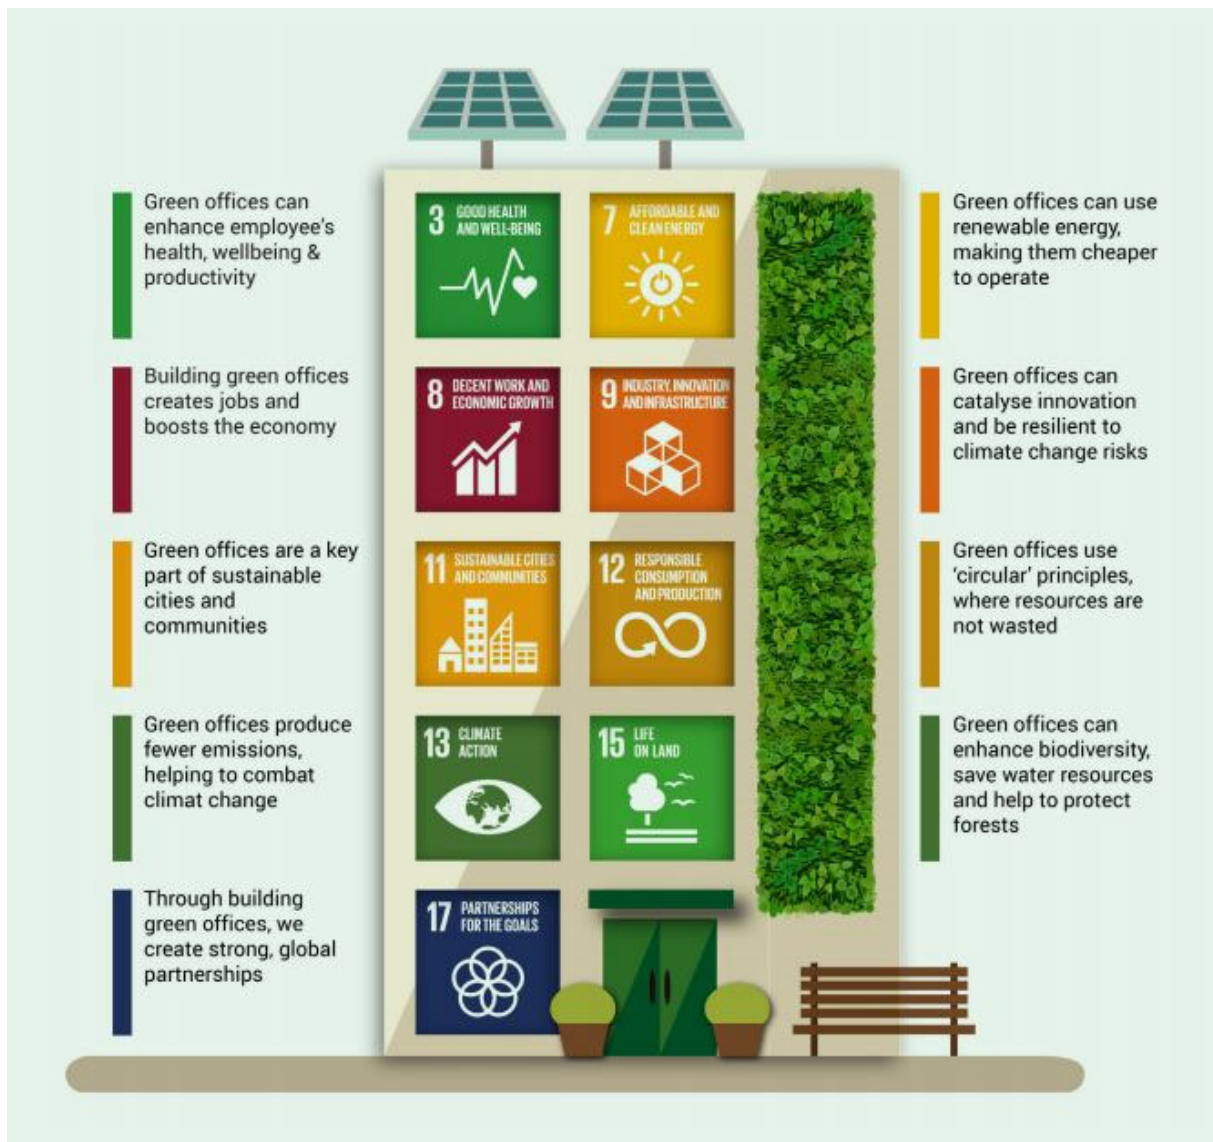 Green offices can
enhance employee's
health, wellbeing &
productivity
3 GOOD HEALTH
AND WELL-BEING
7 AFFORDABLE AND
CLEAN ENERGY
Green offices can use
renewable energy,
making them cheaper
to operate
Building green offices
creates jobs and
boosts the economy
8 DECENT WORK AND
ECONOMIC GROWTH
9 INDUSTRY, INNOVATION
AND INFRASTRUCTURE
Green offices can
catalyse innovation
and be resilient to
climate change risks
Green offices are a key
part of sustainable
cities and
communities
11 SUSTAINABLE CITIES
AND COMMUNITIES
12 RESPONSIBLE
CONSUMPTION
AND PRODUCTION
Green offices use
‘circular’ principles,
where resources are
not wasted
Green offices produce
fewer emissions,
helping to combat
climat change
13 CLIMATE
ACTION
15 LIFE
ON LAND
Green offices can
enhance biodiversity,
save water resources
and help to protect
forests
Through building
green offices, we
create strong, global
partnerships
17 PARTNERSHIPS
FOR THE GOALS